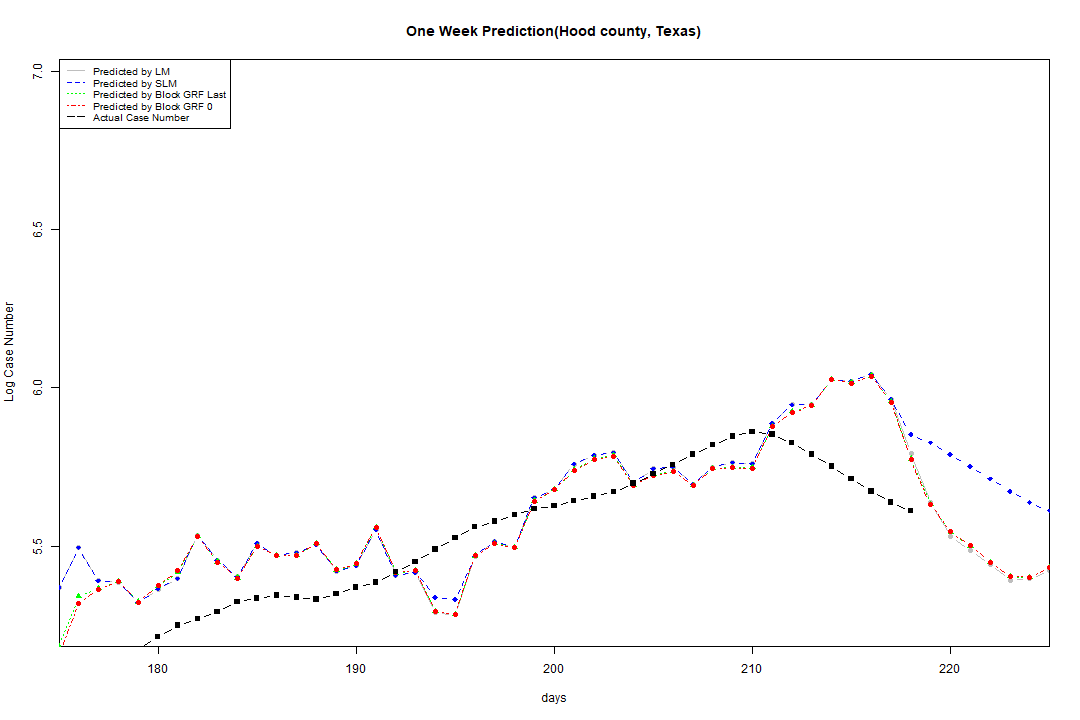 One Week Prediction(Hood county, Texas)
Predicted by LM
Predicted by SLM
Predicted by Block GRF Last
Predicted by Block GRF 0
Actual Case Number
7.0
6.5
6.0
5.5
Log Case Number
180 190 200 210 220
days